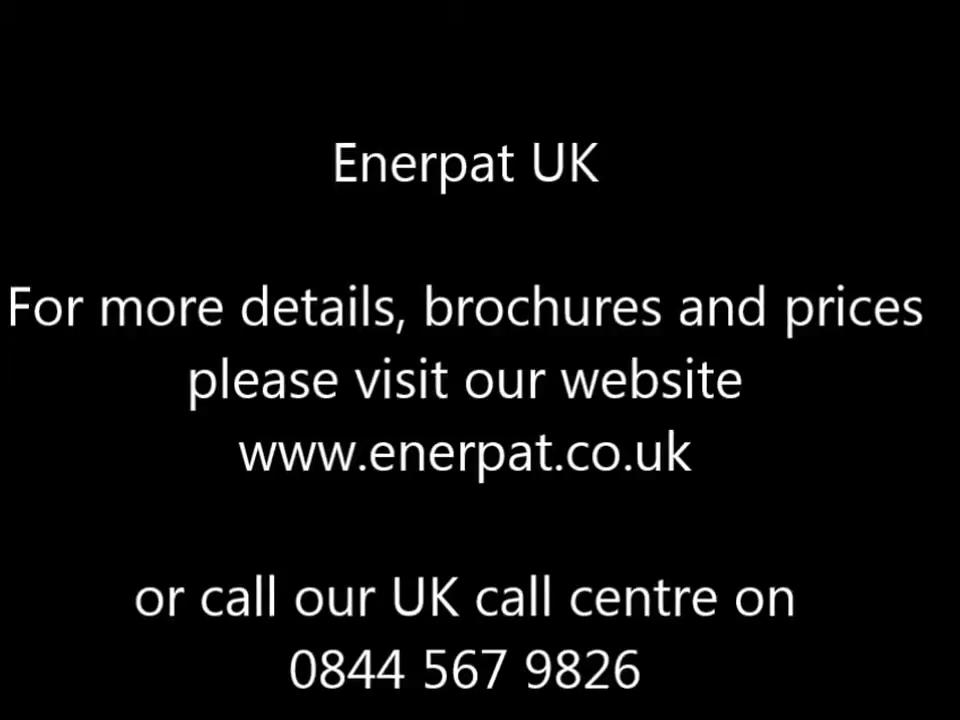 Enerpat UK
For more details, brochures and prices
please visit our website
www.enerpat.co.uk
or call our UK call centre on
0844 567 9826